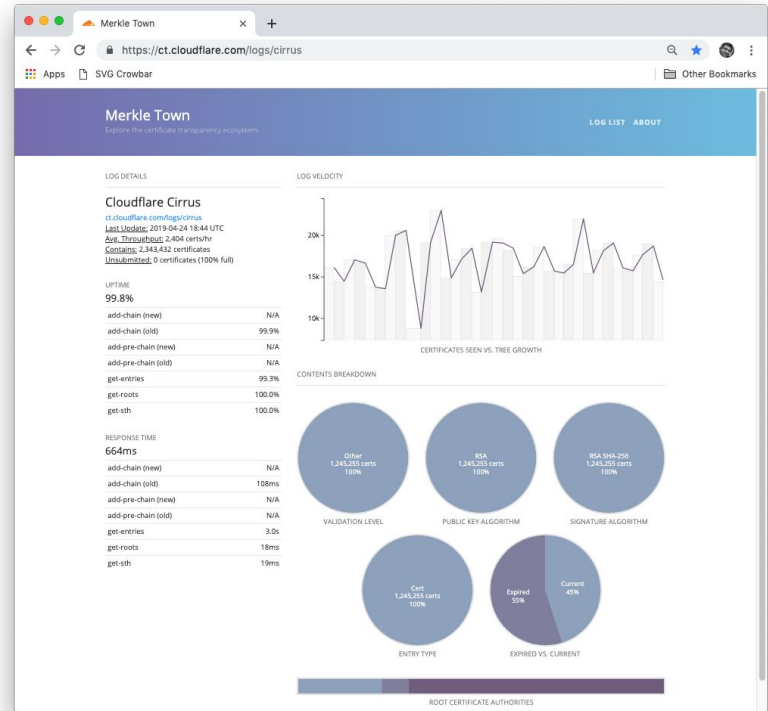 Merkle Town
https://ct.cloudflare.com/logs/cirrus
Apps
SVG Crowbar
Other Bookmarks
Merkle Town
Explore the certificate transparency ecosystem.
LOG LIST
ABOUT
LOG DETAILS
Cloudflare Cirrus
ct.cloudflare.com/logs/cirrus
Last Update: 2019-04-24 18:44 UTC
Avg. Throughput: 2,404 certs/hr
Contains: 2,343,432 certificates
Unsubmitted: 0 certificates (100% full)
UPTIME
99.8%
add-chain (new) N/A
add-chain (old) 99.9%
add-pre-chain (new) N/A
add-pre-chain (old) N/A
get-entries 99.3%
get-roots 100.0%
get-sth 100.0%
RESPONSE TIME
664ms
add-chain (new) N/A
add-chain (old) 108ms
add-pre-chain (new) N/A
add-pre-chain (old) N/A
get-entries 3.0s
get-roots 18ms
get-sth 19ms
LOG VELOCITY
20k
15k
10k
CERTIFICATES SEEN VS. TREE GROWTH
CONTENTS BREAKDOWN
Other
1,245,255 certs
100%
VALIDATION LEVEL
RSA
1,245,255 certs
100%
PUBLIC KEY ALGORITHM
RSA SHA-256
1,245,255 certs
100%
SIGNATURE ALGORITHM
Cert
1,245,255 certs
100%
ENTRY TYPE
Expired
55%
Current
45%
EXPIRED VS. CURRENT
ROOT CERTIFICATE AUTHORITIES